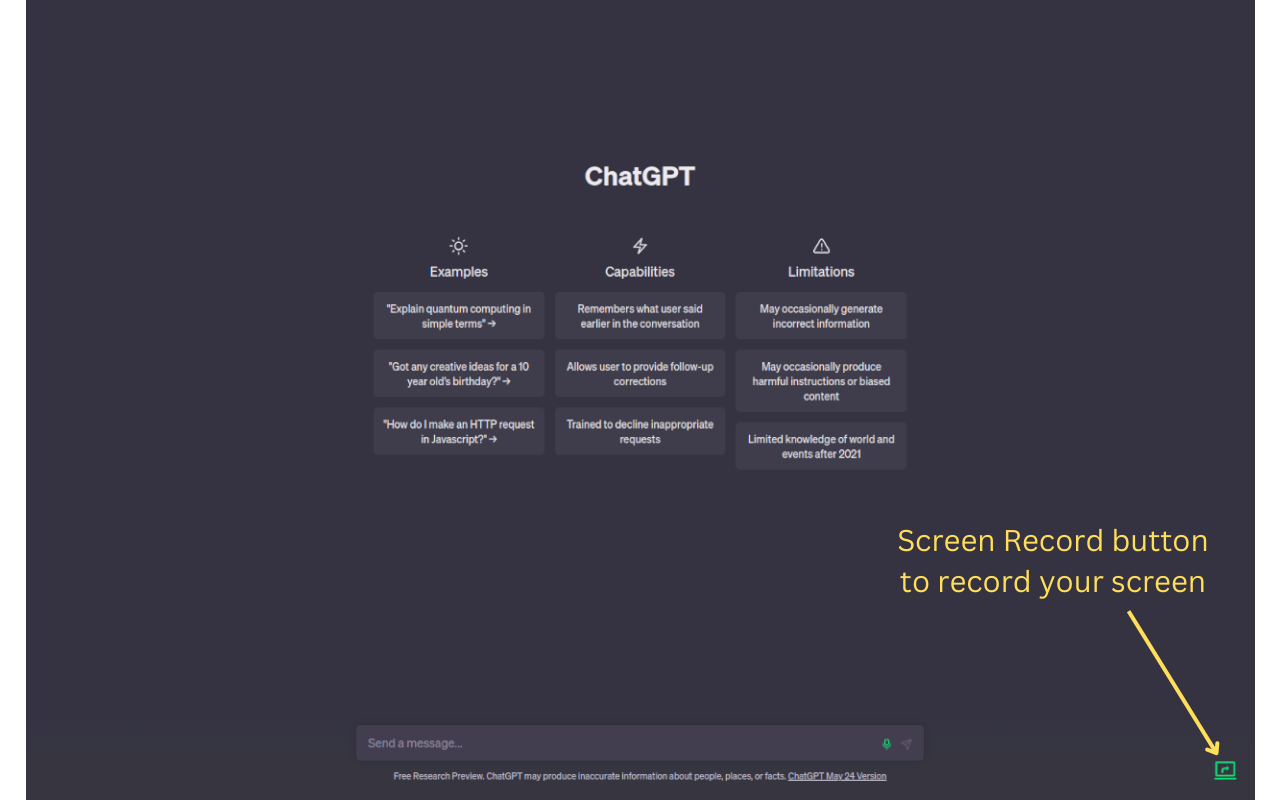 ChatGPT
Examples
"Explain quantum computing in
simple terms" →
"Got any creative ideas for a 10
year old's birthday?" →
"How do I make an HTTP request
in Javascript?" →
Capabilities
Remembers what user said
earlier in the conversation
Allows user to provide follow-up
corrections
Trained to decline inappropriate
requests
Limitations
May occasionally generate
incorrect information
May occasionally produce
harmful instructions or biased
content
Limited knowledge of world and
events after 2021
Screen Record button
to record your screen
Send a message...
Free Research Preview. ChatGPT may produce inaccurate information about people, places, or facts. ChatGPT May 24 Version